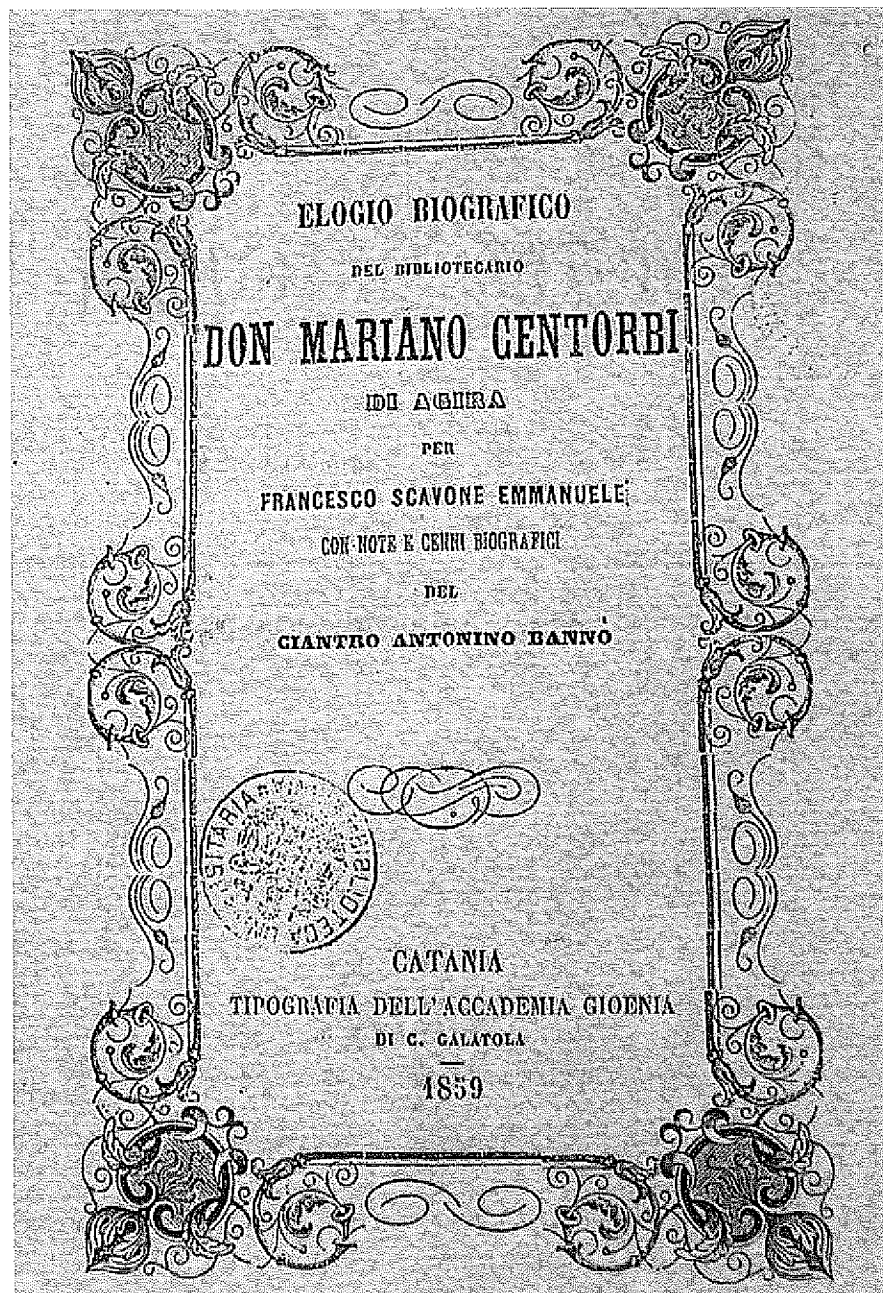 ELOGIO BIOGRAFICO
DEL BIBLIOTECARIO
DON MARIANO CENTORBI
DI AGIRA
PER
FRANCESCO SCAVONE EMMANUELE
CON NOTE E CENNI BIOGRAFICI
DEL
CIANTRO ANTONINO BANNÒ
BIBLIOTECA
CATANIA
TIPOGRAFIA DELL'ACCADEMIA GIOENIA
DI C. GALATOLA
1859